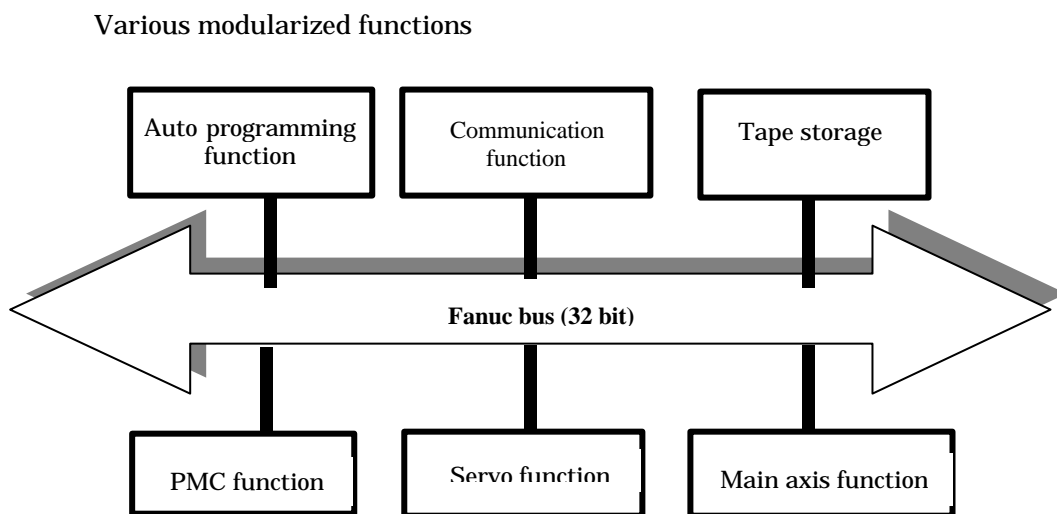 Various modularized functions
Auto programming
function
Communication
function
Tape storage
Fanuc bus (32 bit)
PMC function
Servo function
Main axis function